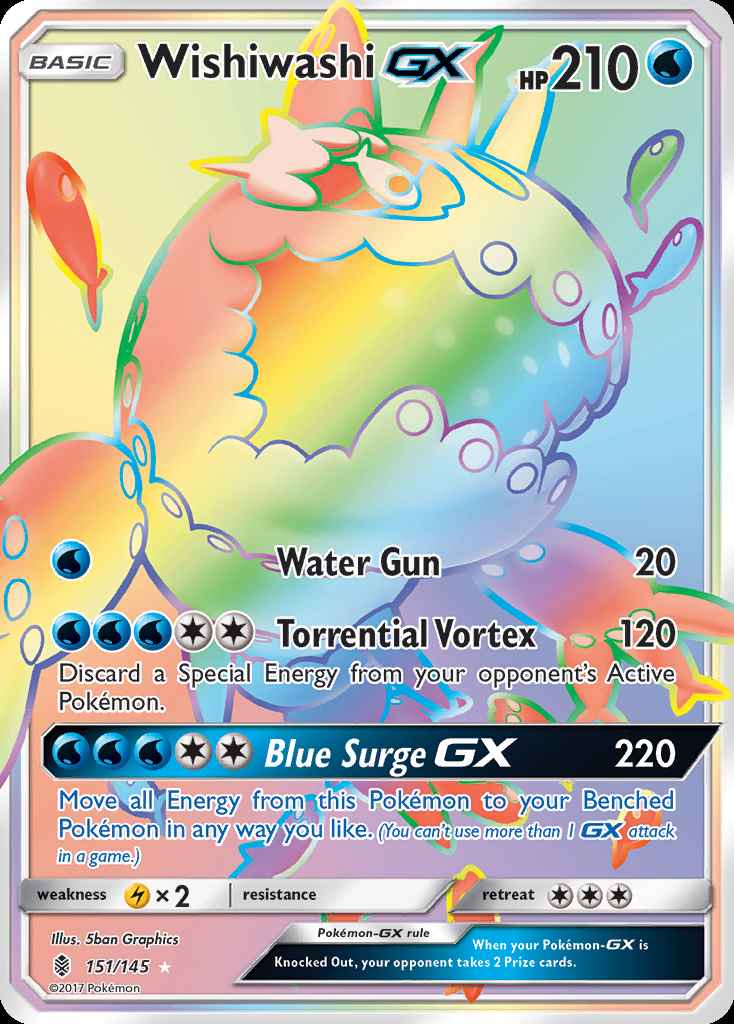 BASIC Wishiwashi GX HP210
Water Gun 20
Torrential Vortex 120
Discard a Special Energy from your opponent's Active
Pokémon.
Blue Surge GX 220
Move all Energy from this Pokémon to your Benched
Pokémon in any way you like. (You can't use more than 1 GX attack
in a game.)
weakness ×2 resistance retreat
Illus. 5ban Graphics
151/145
©2017 Pokémon
Pokémon-GX rule
When your Pokémon-GX is
Knocked Out, your opponent takes 2 Prize cards.